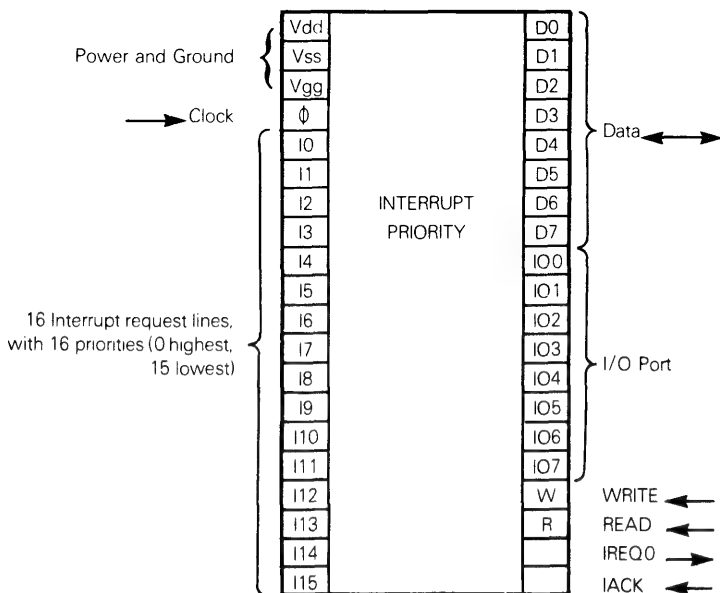 Power and Ground
Clock
16 Interrupt request lines,
with 16 priorities (0 highest,
15 lowest)
Vdd
Vss
Vgg
ϕ
I0
I1
I2
I3
I4
I5
I6
I7
I8
I9
I10
I11
I12
I13
I14
I15
INTERRUPT
PRIORITY
D0
D1
D2
D3
D4
D5
D6
D7
IO0
IO1
IO2
IO3
IO4
IO5
IO6
IO7
W
R
Data
I/O Port
WRITE
READ
IREQ0
IACK